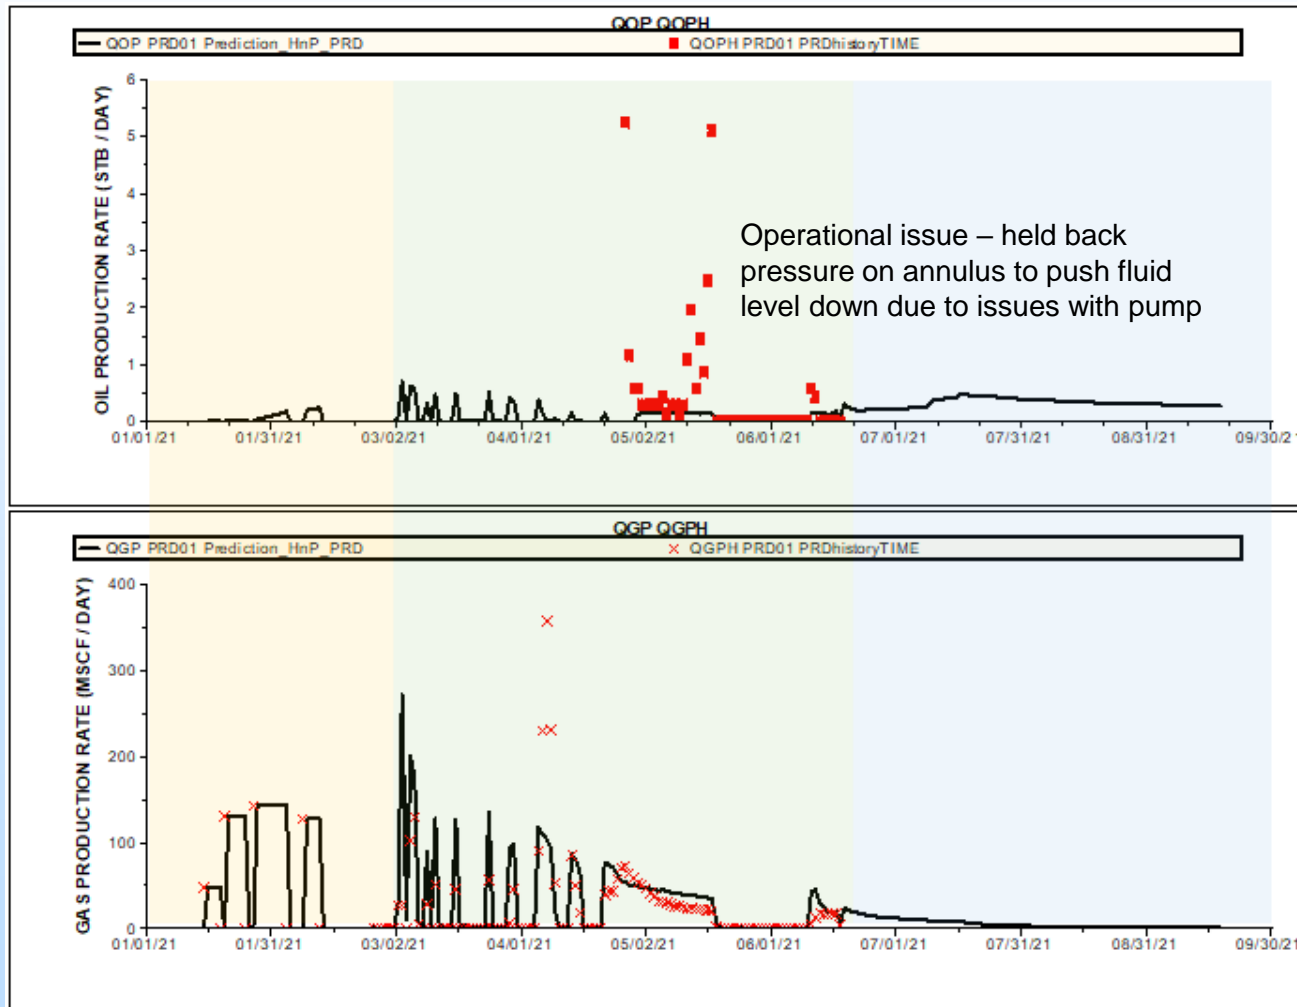 QOP QOPH
QOP PRD01 Prediction_HnP_PRD
QOPH PRD01 PRDhistoryTIME
OIL PRODUCTION RATE (STB / DAY)
6
5
4
3
2
1
0
Operational issue – held back
pressure on annulus to push fluid
level down due to issues with pump
01/01/21 01/31/21 03/02/21 04/01/21 05/02/21 06/01/21 07/01/21 07/31/21 08/31/21 09/30/21
QGP QGPH
QGP PRD01 Prediction_HnP_PRD
QGPH PRD01 PRDhistoryTIME
GAS PRODUCTION RATE (MSCF / DAY)
400
300
200
100
0
01/01/21 01/31/21 03/02/21 04/01/21 05/02/21 06/01/21 07/01/21 07/31/21 08/31/21 09/30/21